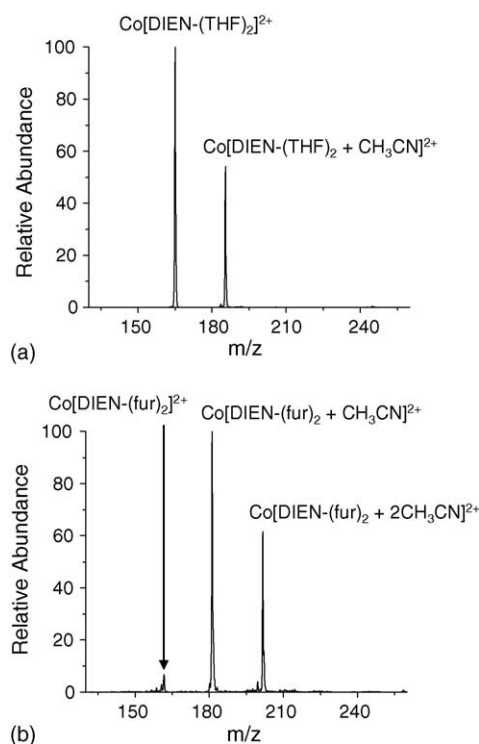 Co[DIEN-(THF)₂]²⁺
Co[DIEN-(THF)₂ + CH₃CN]²⁺
Relative Abundance
100
80
60
40
20
0
150 180 210 240
m/z
(a)
Co[DIEN-(fur)₂]²⁺
Co[DIEN-(fur)₂ + CH₃CN]²⁺
Co[DIEN-(fur)₂ + 2CH₃CN]²⁺
Relative Abundance
100
80
60
40
20
0
150 180 210 240
m/z
(b)